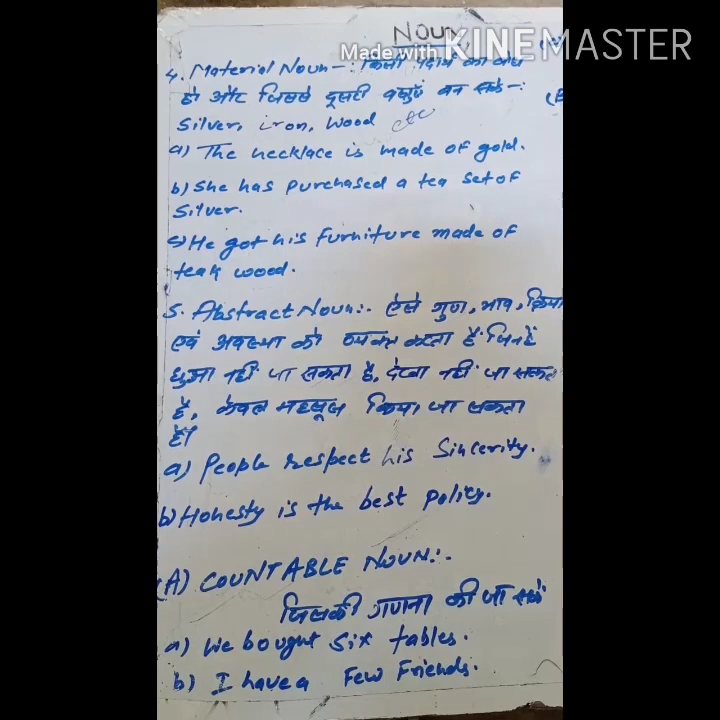 NOUN
Made with KINEMASTER
4. Material Noun -: किसी पदार्थ का बोध
हो और जिससे दूसरी वस्तुएं बन सकें -:
Silver, iron, Wood etc
a) The necklace is made of gold.
b) She has purchased a tea set of
Silver.
c) He got his furniture made of
teak wood.
5. Abstract Noun:- ऐसे गुण, भाव, क्रिया
एवं अवस्था को व्यक्त करता है जिन्हें
छुआ नहीं जा सकता है, देखा नहीं जा सकता
है, केवल महसूस किया जा सकता
है।
a) People respect his Sincerity.
b) Honesty is the best policy.
(A) COUNTABLE NOUN:-
जिसकी गणना की जा सके
a) We bought Six tables.
b) I have a Few Friends.